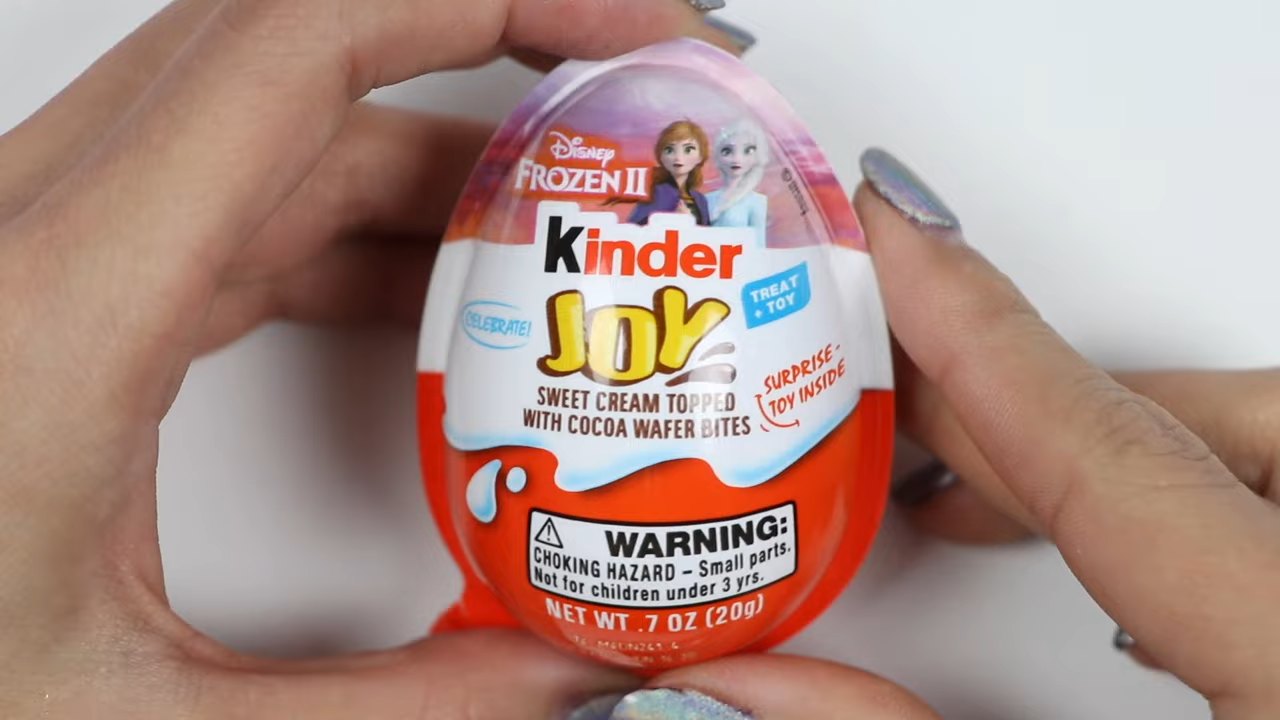 Disney
FROZEN II
kinder
JOY
TREAT
+ TOY
CELEBRATE!
SURPRISE -
TOY INSIDE
SWEET CREAM TOPPED
WITH COCOA WAFER BITES
WARNING:
CHOKING HAZARD – Small parts.
Not for children under 3 yrs.
NET WT .7 OZ (20g)